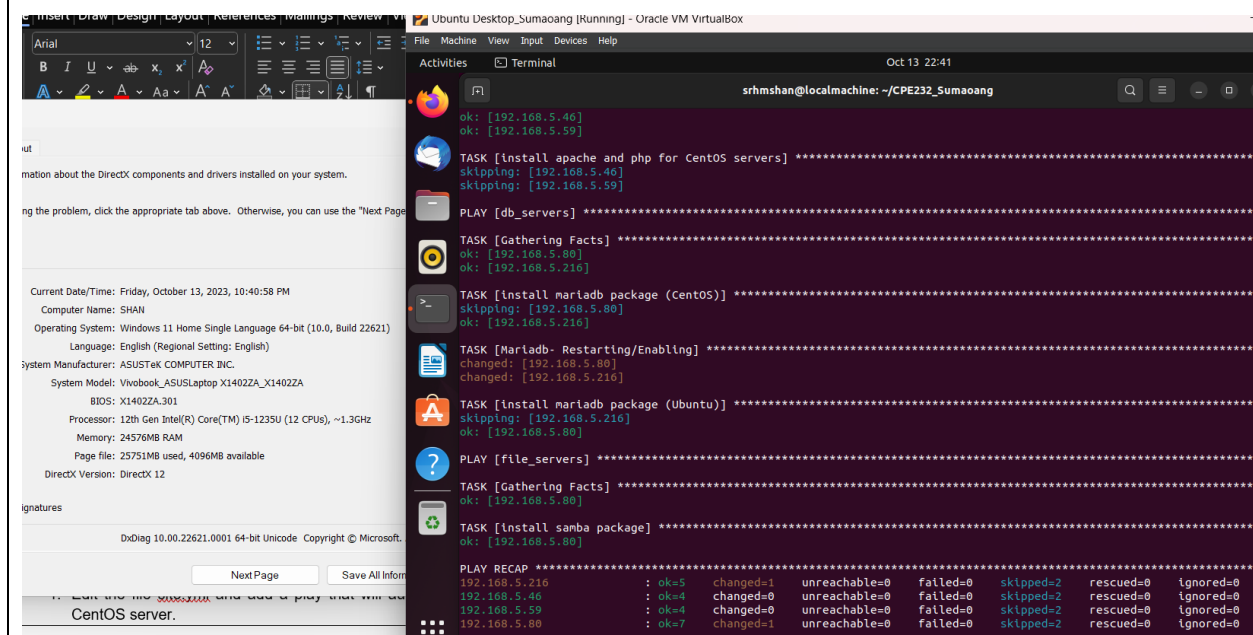 Insert Draw Design Layout References Mailings Review
Arial 12
B I U ab x₂ x² A
A A Aa A^ A˅
out
mation about the DirectX components and drivers installed on your system.
ng the problem, click the appropriate tab above. Otherwise, you can use the "Next Page
Current Date/Time: Friday, October 13, 2023, 10:40:58 PM
Computer Name: SHAN
Operating System: Windows 11 Home Single Language 64-bit (10.0, Build 22621)
Language: English (Regional Setting: English)
System Manufacturer: ASUSTeK COMPUTER INC.
System Model: Vivobook_ASUSLaptop X1402ZA_X1402ZA
BIOS: X1402ZA.301
Processor: 12th Gen Intel(R) Core(TM) i5-1235U (12 CPUs), ~1.3GHz
Memory: 24576MB RAM
Page file: 25751MB used, 4096MB available
DirectX Version: DirectX 12
ignatures
DxDiag 10.00.22621.0001 64-bit Unicode Copyright © Microsoft.
Next Page Save All Inform
1. Edit the file site.yml and add a play that will
CentOS server.
Ubuntu Desktop_Sumaoang [Running] - Oracle VM VirtualBox
File Machine View Input Devices Help
Activities Terminal Oct 13 22:41
srhmshan@localmachine: ~/CPE232_Sumaoang
ok: [192.168.5.46]
ok: [192.168.5.59]
TASK [install apache and php for CentOS servers] ******************************************************************
skipping: [192.168.5.46]
skipping: [192.168.5.59]
PLAY [db_servers] ******************************************************************
TASK [Gathering Facts] ******************************************************************
ok: [192.168.5.80]
ok: [192.168.5.216]
TASK [install mariadb package (CentOS)] ******************************************************************
skipping: [192.168.5.80]
ok: [192.168.5.216]
TASK [Mariadb- Restarting/Enabling] ******************************************************************
changed: [192.168.5.80]
changed: [192.168.5.216]
TASK [install mariadb package (Ubuntu)] ******************************************************************
skipping: [192.168.5.216]
ok: [192.168.5.80]
PLAY [file_servers] ******************************************************************
TASK [Gathering Facts] ******************************************************************
ok: [192.168.5.80]
TASK [install samba package] ******************************************************************
ok: [192.168.5.80]
PLAY RECAP ******************************************************************
192.168.5.216 : ok=5 changed=1 unreachable=0 failed=0 skipped=2 rescued=0 ignored=0
192.168.5.46 : ok=4 changed=0 unreachable=0 failed=0 skipped=2 rescued=0 ignored=0
192.168.5.59 : ok=4 changed=0 unreachable=0 failed=0 skipped=2 rescued=0 ignored=0
192.168.5.80 : ok=7 changed=1 unreachable=0 failed=0 skipped=2 rescued=0 ignored=0